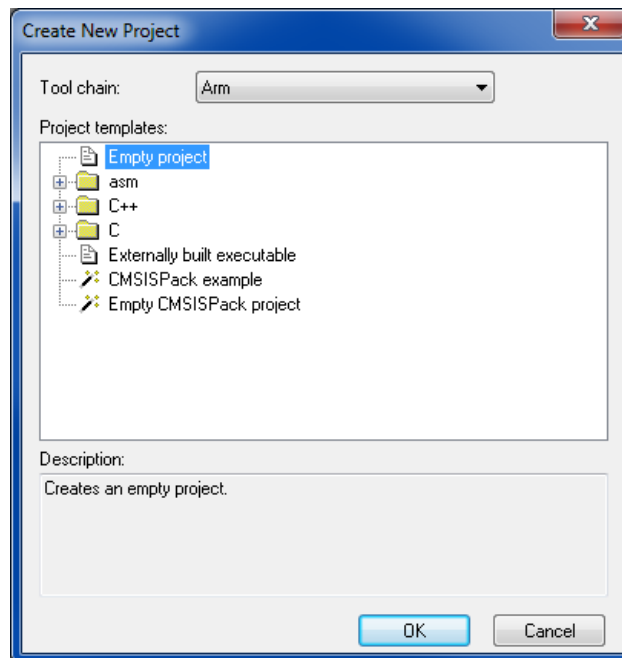 Create New Project
Tool chain: Arm
Project templates:
Empty project
asm
C++
C
Externally built executable
CMSISPack example
Empty CMSISPack project
Description:
Creates an empty project.
OK Cancel